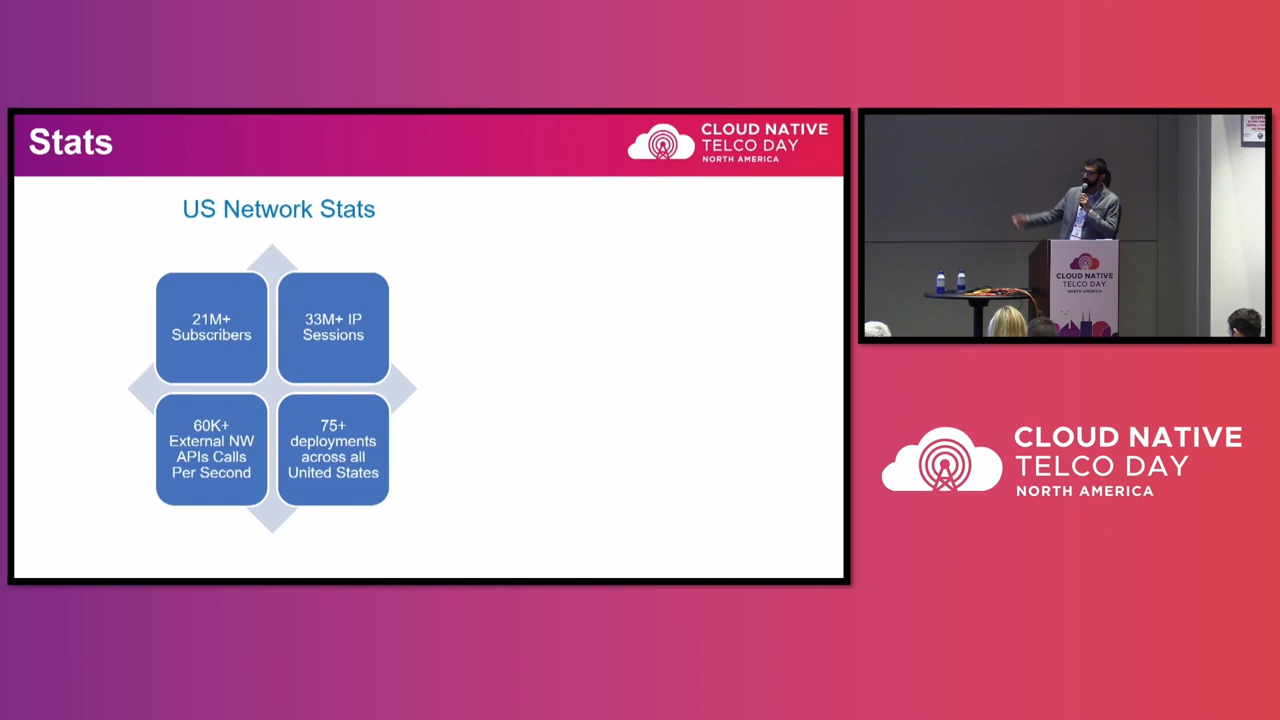 Stats
CLOUD NATIVE
TELCO DAY
NORTH AMERICA
US Network Stats
21M+
Subscribers
33M+ IP
Sessions
60K+
External NW
APIs Calls
Per Second
75+
deployments
across all
United States
CLOUD NATIVE
TELCO DAY
NORTH AMERICA
CLOUD NATIVE
TELCO DAY
NORTH AMERICA